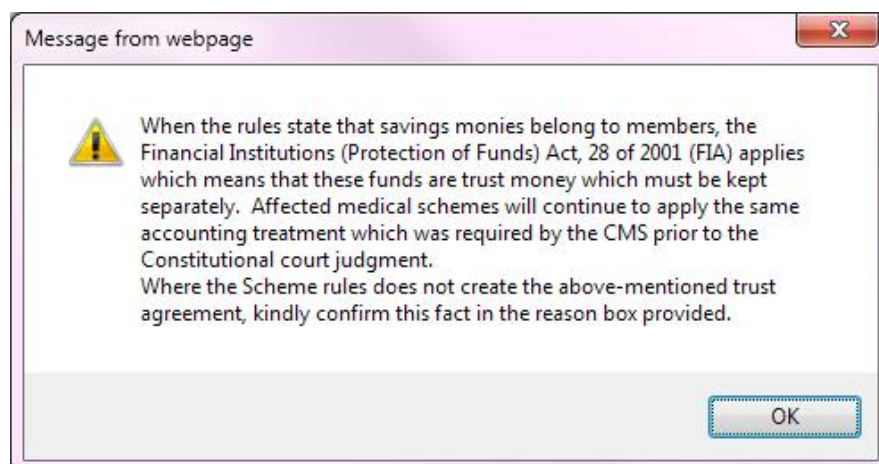 Message from webpage
When the rules state that savings monies belong to members, the
Financial Institutions (Protection of Funds) Act, 28 of 2001 (FIA) applies
which means that these funds are trust money which must be kept
separately.  Affected medical schemes will continue to apply the same
accounting treatment which was required by the CMS prior to the
Constitutional court judgment.
Where the Scheme rules does not create the above-mentioned trust
agreement, kindly confirm this fact in the reason box provided.
OK